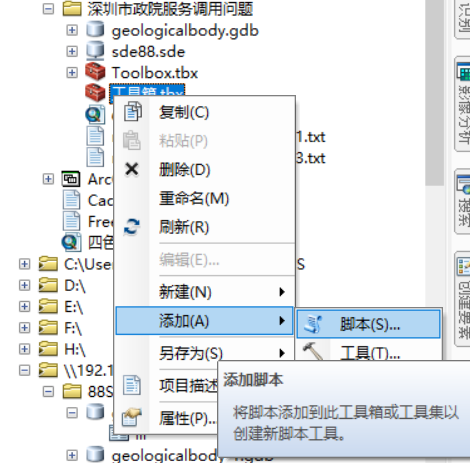 深圳市政院服务调用问题
geologicalbody.gdb
sde88.sde
Toolbox.tbx
工具箱.tbx
复制(C)
粘贴(P)
1.txt
删除(D)
3.txt
重命名(M)
Arc
刷新(R)
Cac
Free
编辑(E)...
四色
C:\Use
S
新建(N)
D:\
E:\
添加(A)
脚本(S)...
F:\
另存为(S)
工具(T)...
H:\
\\192.1
项目描述
添加脚本
88S
将脚本添加到此工具箱或工具集以
创建新脚本工具。
属性(P)...
geologicalbody
影像分析
搜索
创建要素